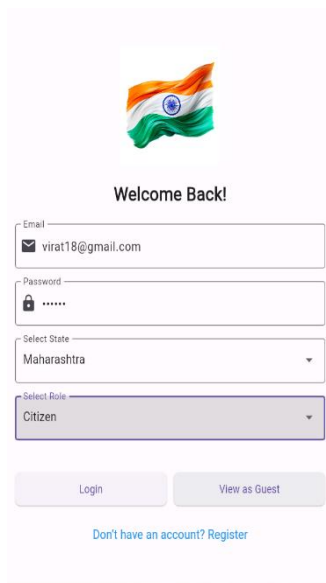 Welcome Back!
Email
virat18@gmail.com
Password
••••••
Select State
Maharashtra
Select Role
Citizen
Login
View as Guest
Don't have an account? Register